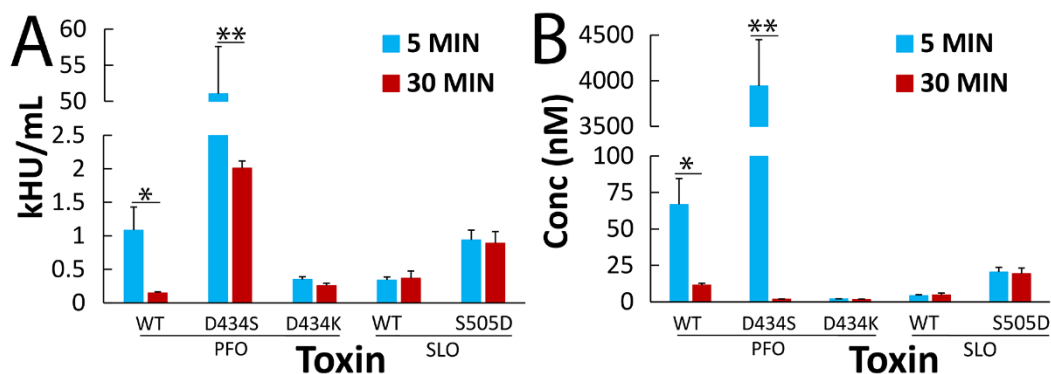 A
kHU/mL
60
55
50
2.5
2
1.5
1
0.5
0
*
**
5 MIN
30 MIN
WT D434S D434K WT S505D
PFO SLO
Toxin
B
Conc (nM)
4500
4000
3500
100
75
50
25
0
*
**
5 MIN
30 MIN
WT D434S D434K WT S505D
PFO SLO
Toxin